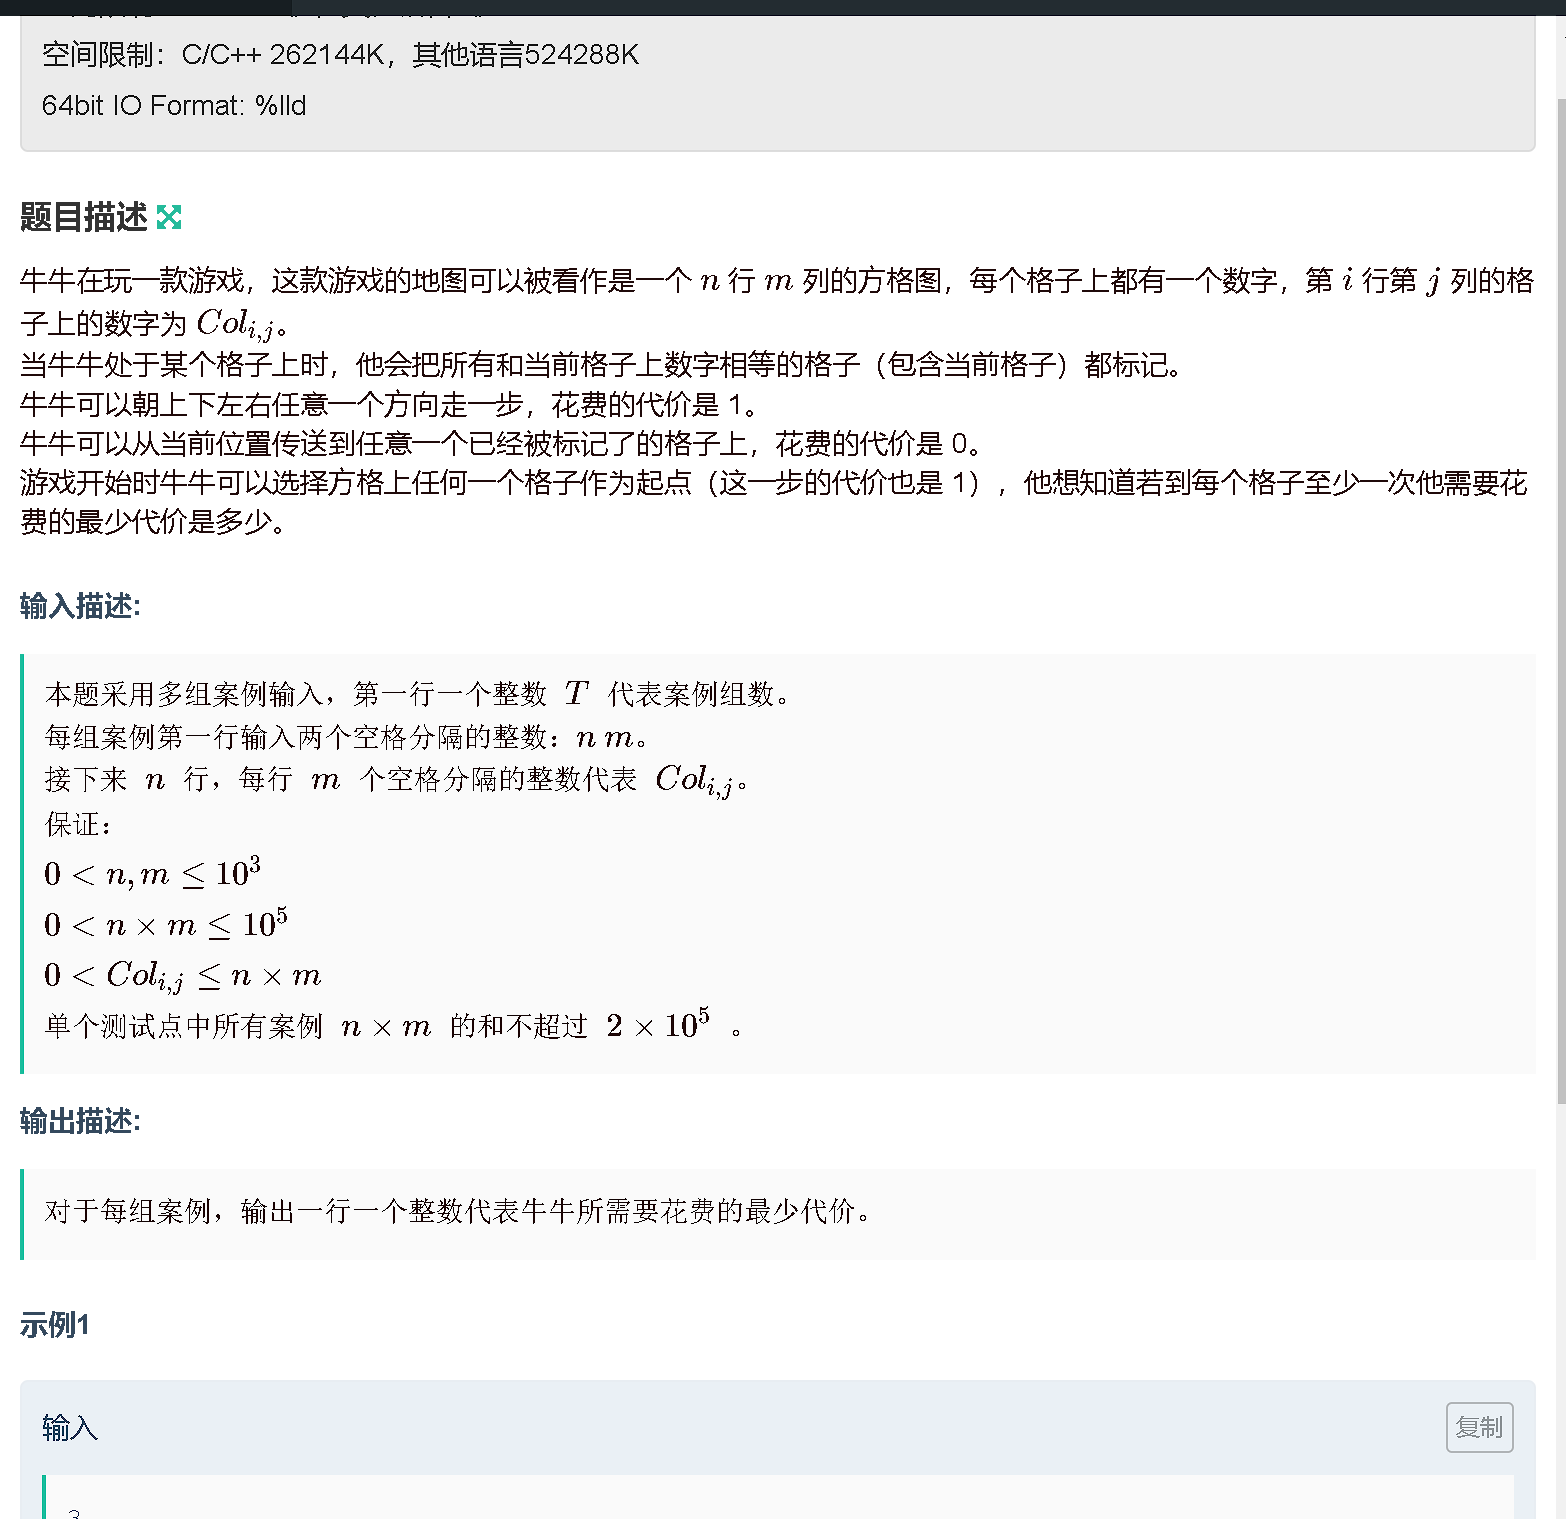 空间限制：C/C++ 262144K，其他语言524288K
64bit IO Format: %lld
题目描述
牛牛在玩一款游戏，这款游戏的地图可以被看作是一个 n 行 m 列的方格图，每个格子上都有一个数字，第 i 行第 j 列的格
子上的数字为 Col_{i,j}。
当牛牛处于某个格子上时，他会把所有和当前格子上数字相等的格子（包含当前格子）都标记。
牛牛可以朝上下左右任意一个方向走一步，花费的代价是 1。
牛牛可以从当前位置传送到任意一个已经被标记了的格子上，花费的代价是 0。
游戏开始时牛牛可以选择方格上任何一个格子作为起点（这一步的代价也是 1），他想知道若到每个格子至少一次他需要花
费的最少代价是多少。
输入描述:
本题采用多组案例输入，第一行一个整数 T 代表案例组数。
每组案例第一行输入两个空格分隔的整数：n m。
接下来 n 行，每行 m 个空格分隔的整数代表 Col_{i,j}。
保证：
0 < n, m ≤ 10^3
0 < n × m ≤ 10^5
0 < Col_{i,j} ≤ n × m
单个测试点中所有案例 n × m 的和不超过 2 × 10^5 。
输出描述:
对于每组案例，输出一行一个整数代表牛牛所需要花费的最少代价。
示例1
输入
复制
3